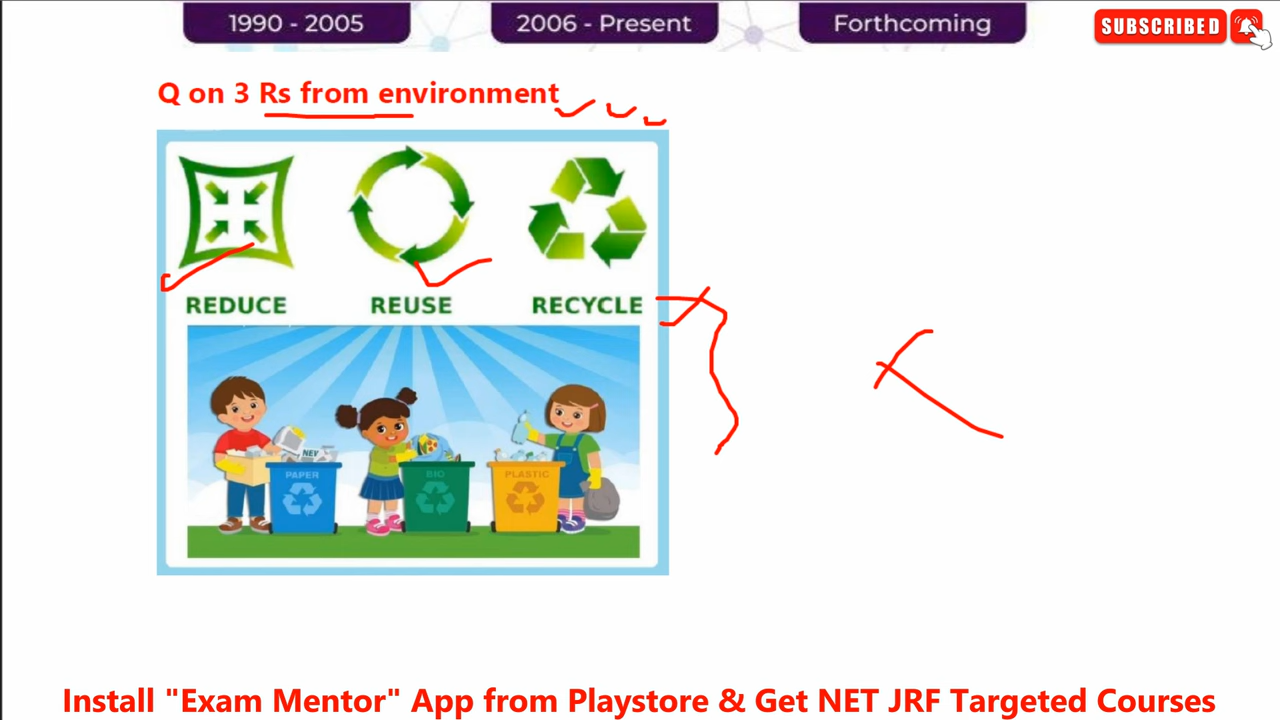 1990 - 2005
2006 - Present
Forthcoming
SUBSCRIBED
Q on 3 Rs from environment
REDUCE
REUSE
RECYCLE
NEW
PAPER
BIO
PLASTIC
Install "Exam Mentor" App from Playstore & Get NET JRF Targeted Courses